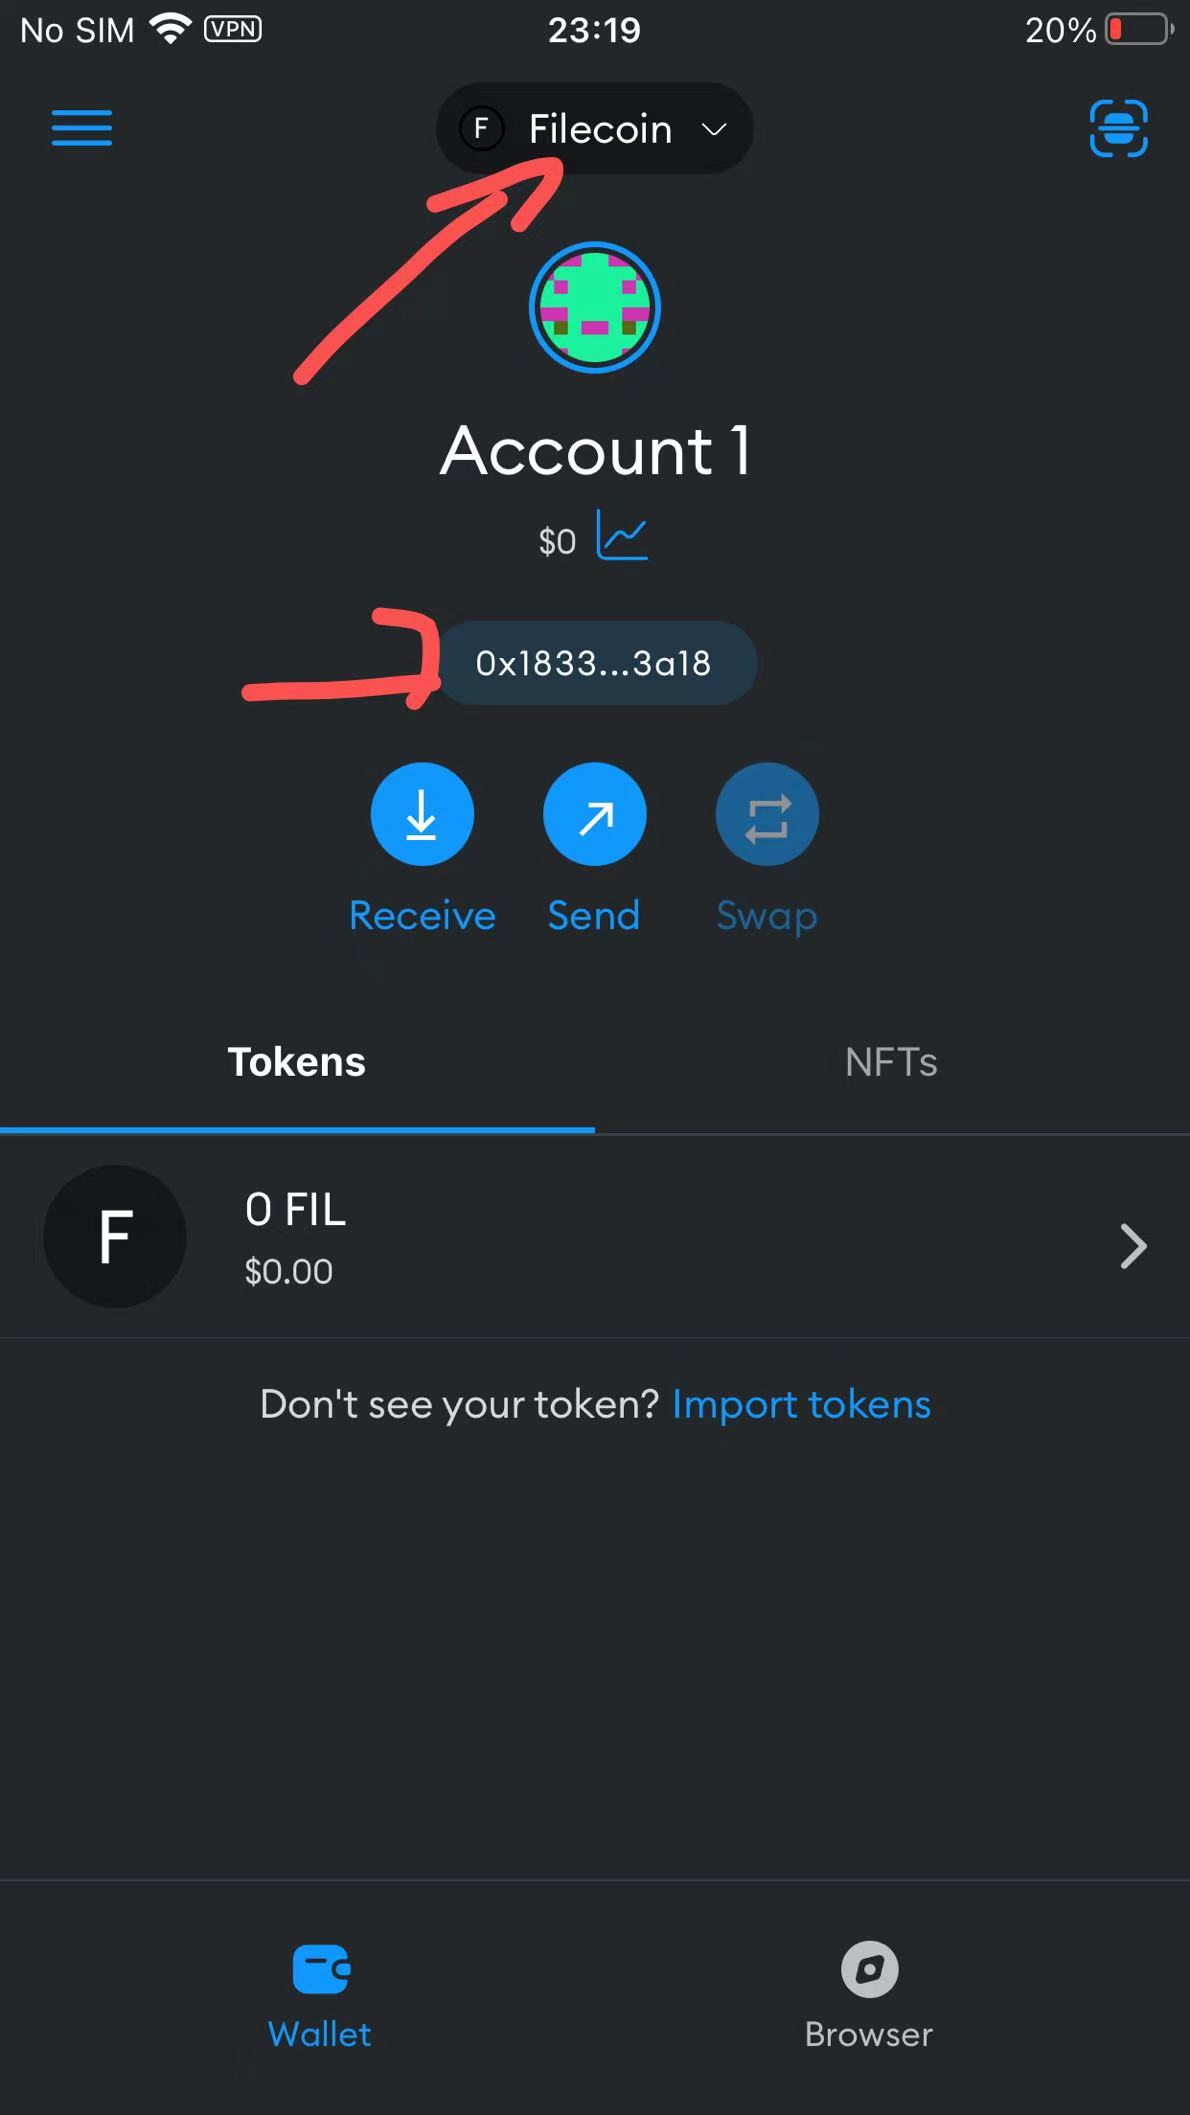 No SIM VPN 23:19 20%
F Filecoin
Account 1
$0
0x1833...3a18
Receive Send Swap
Tokens NFTs
F
0 FIL
$0.00
Don't see your token? Import tokens
Wallet Browser